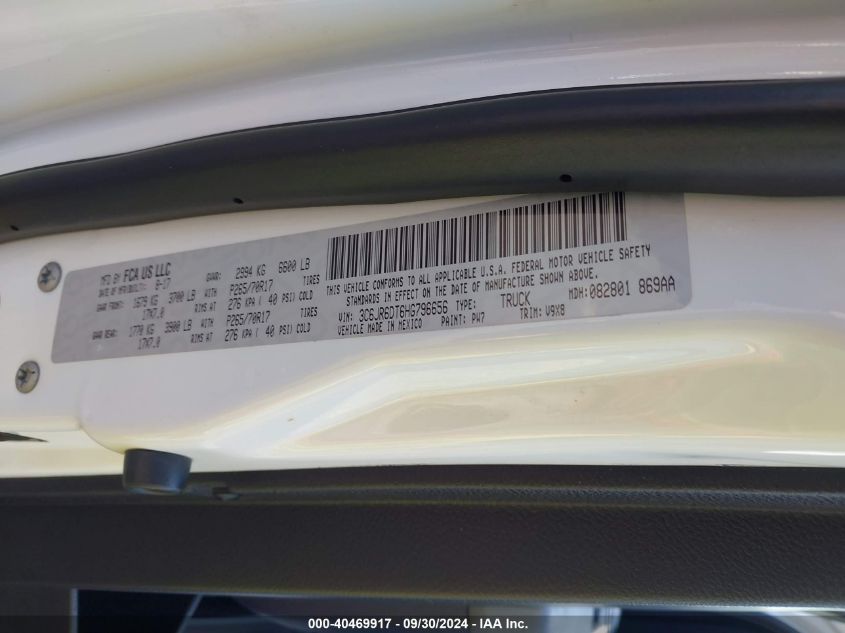 MFD BY FCA US LLC
DATE OF MFR(BUILT): 8-17 GVWR: 2994 KG 6600 LB
GAWR FRONT: 1679 KG 3700 LB WITH P265/70R17 TIRES
17X7.0 RIMS AT 276 KPA ( 40 PSI) COLD
GAWR REAR: 1770 KG 3900 LB WITH P265/70R17 TIRES
17X7.0 RIMS AT 276 KPA ( 40 PSI) COLD
THIS VEHICLE CONFORMS TO ALL APPLICABLE U.S.A. FEDERAL MOTOR VEHICLE SAFETY
STANDARDS IN EFFECT ON THE DATE OF MANUFACTURE SHOWN ABOVE.
VIN: 3C6JR6DT6HG796656 TYPE: TRUCK MDH: 082801 869AA
VEHICLE MADE IN MEXICO PAINT: PW7 TRIM: V9X8
000-40469917 - 09/30/2024 - IAA Inc.